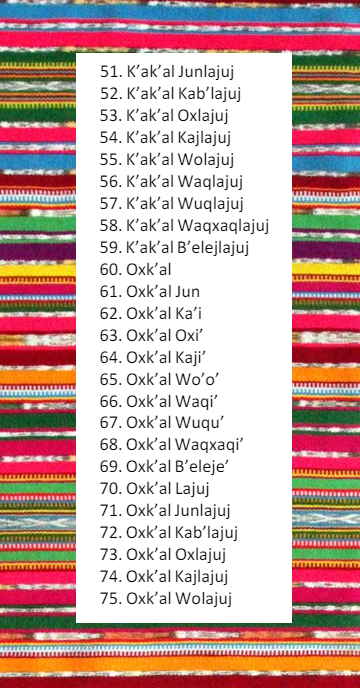 51. K’ak’al Junlajuj
52. K’ak’al Kab’lajuj
53. K’ak’al Oxlajuj
54. K’ak’al Kajlajuj
55. K’ak’al Wolajuj
56. K’ak’al Waqlajuj
57. K’ak’al Wuqlajuj
58. K’ak’al Waqxaqlajuj
59. K’ak’al B’elejlajuj
60. Oxk’al
61. Oxk’al Jun
62. Oxk’al Ka’i
63. Oxk’al Oxi’
64. Oxk’al Kaji’
65. Oxk’al Wo’o’
66. Oxk’al Waqi’
67. Oxk’al Wuqu’
68. Oxk’al Waqxaqi’
69. Oxk’al B’eleje’
70. Oxk’al Lajuj
71. Oxk’al Junlajuj
72. Oxk’al Kab’lajuj
73. Oxk’al Oxlajuj
74. Oxk’al Kajlajuj
75. Oxk’al Wolajuj